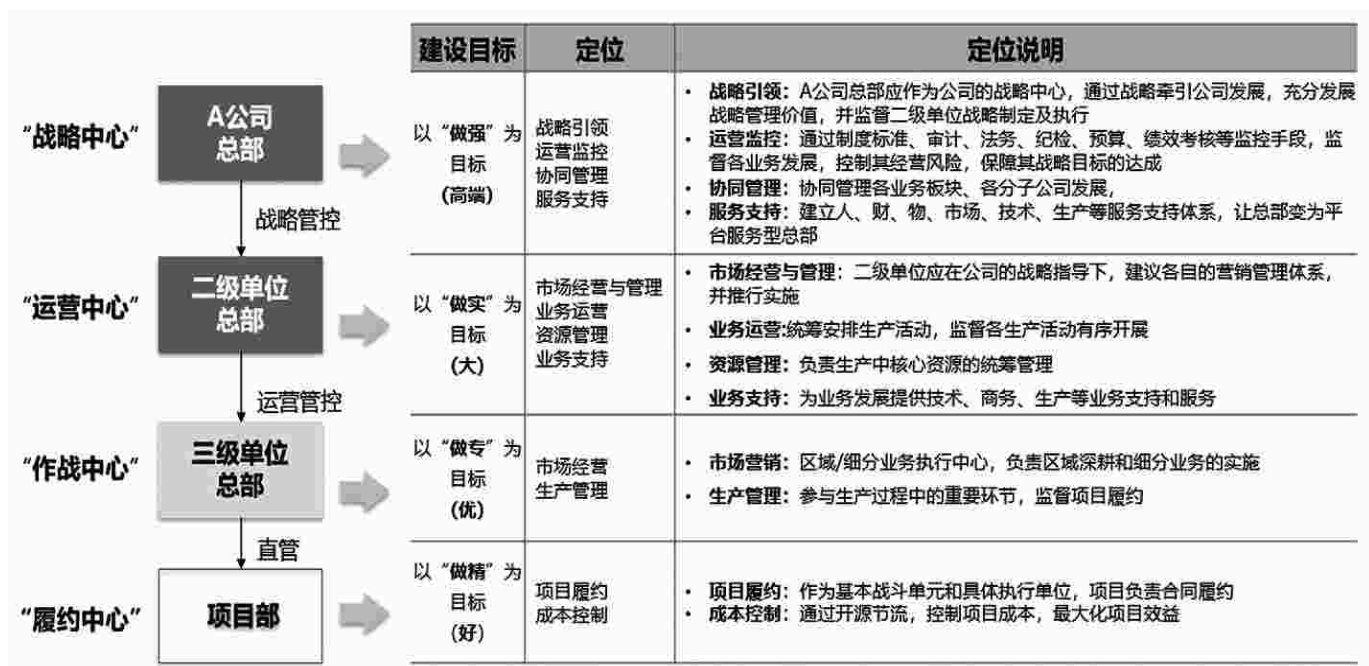 建设目标 定位 定位说明
“战略中心”
A公司
总部
以“做强”为
目标
(高端)
战略引领
运营监控
协同管理
服务支持
• 战略引领：A公司总部应作为公司的战略中心，通过战略牵引公司发展，充分发展
战略管理价值，并监督二级单位战略制定及执行
• 运营监控：通过制度标准、审计、法务、纪检、预算、绩效考核等监控手段，监
督各业务发展，控制其经营风险，保障其战略目标的达成
• 协同管理：协同管理各业务板块、各分子公司发展，
• 服务支持：建立人、财、物、市场、技术、生产等服务支持体系，让总部变为平
台服务型总部
战略管控
“运营中心”
二级单位
总部
以“做实”为
目标
(大)
市场经营与管理
业务运营
资源管理
业务支持
• 市场经营与管理：二级单位应在公司的战略指导下，建议各目的营销管理体系，
并推行实施
• 业务运营:统筹安排生产活动，监督各生产活动有序开展
• 资源管理：负责生产中核心资源的统筹管理
• 业务支持：为业务发展提供技术、商务、生产等业务支持和服务
运营管控
“作战中心”
三级单位
总部
以“做专”为
目标
(优)
市场经营
生产管理
• 市场营销：区域/细分业务执行中心，负责区域深耕和细分业务的实施
• 生产管理：参与生产过程中的重要环节，监督项目履约
直管
“履约中心”
项目部
以“做精”为
目标
(好)
项目履约
成本控制
• 项目履约：作为基本战斗单元和具体执行单位，项目负责合同履约
• 成本控制：通过开源节流，控制项目成本，最大化项目效益